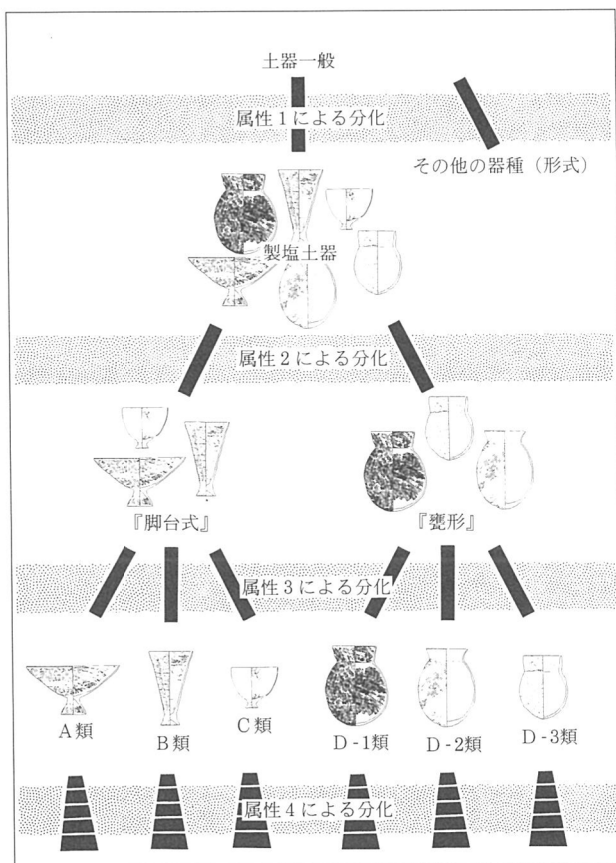 土器一般
属性1による分化
その他の器種（形式）
製塩土器
属性2による分化
『脚台式』
『甕形』
属性3による分化
A類
B類
C類
D-1類
D-2類
D-3類
属性4による分化